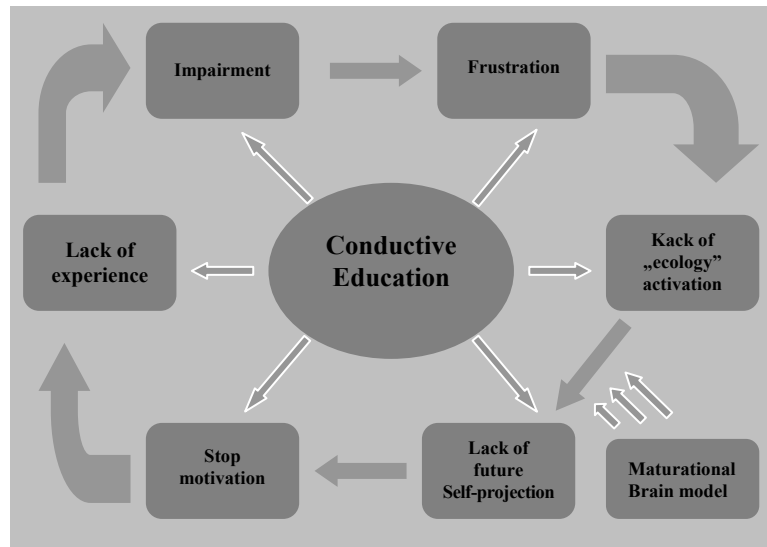 Impairment
Frustration
Conductive
Education
Lack of
experience
Kack of
„ecology”
activation
Stop
motivation
Lack of
future
Self-projection
Maturational
Brain model